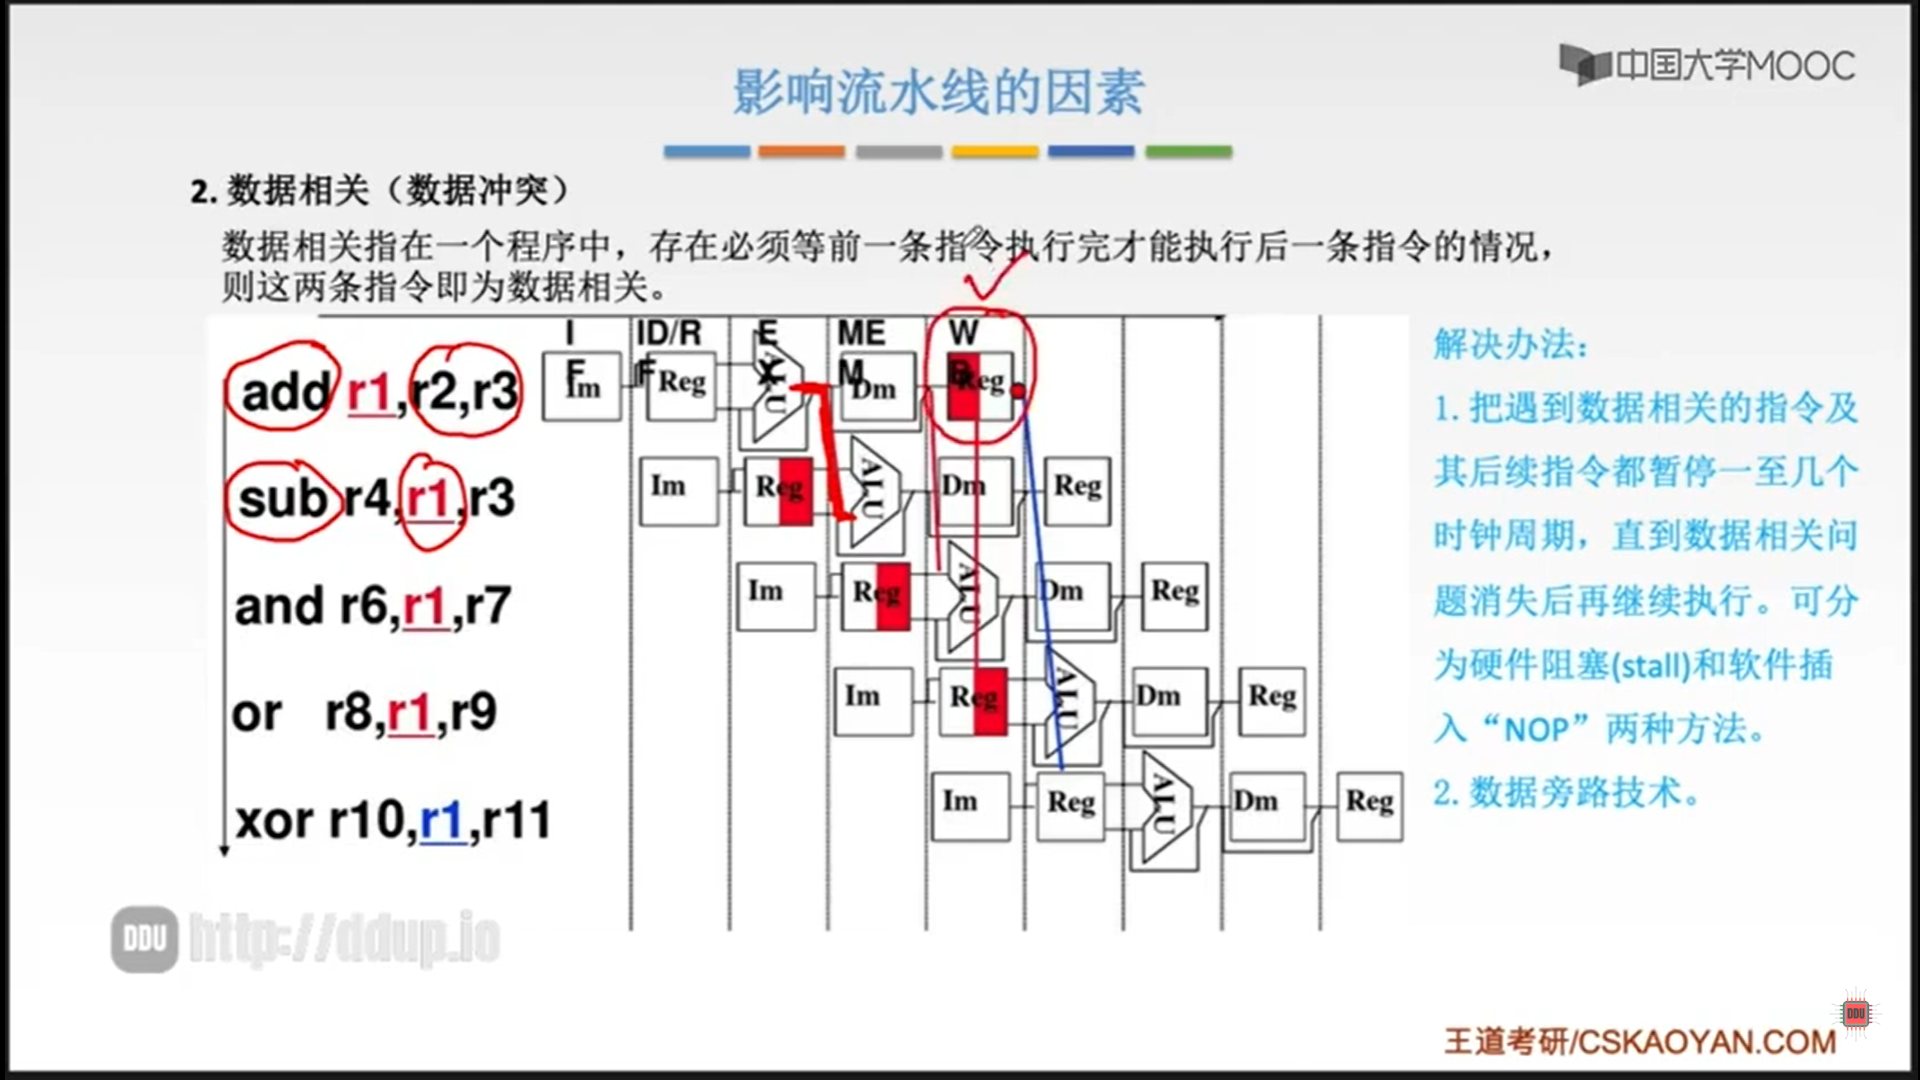 影响流水线的因素
中国大学MOOC
2. 数据相关（数据冲突）
数据相关指在一个程序中，存在必须等前一条指令执行完才能执行后一条指令的情况，
则这两条指令即为数据相关。
IF ID/RF EX MEM WB
add r1,r2,r3
Im Reg ALU Dm Reg
sub r4,r1,r3
Im Reg ALU Dm Reg
and r6,r1,r7
Im Reg ALU Dm Reg
or r8,r1,r9
Im Reg ALU Dm Reg
xor r10,r1,r11
Im Reg ALU Dm Reg
解决办法：
1. 把遇到数据相关的指令及
其后续指令都暂停一至几个
时钟周期，直到数据相关问
题消失后再继续执行。可分
为硬件阻塞(stall)和软件插
入“NOP”两种方法。
2. 数据旁路技术。
DDU http://ddup.io
DDU
王道考研/CSKAOYAN.COM